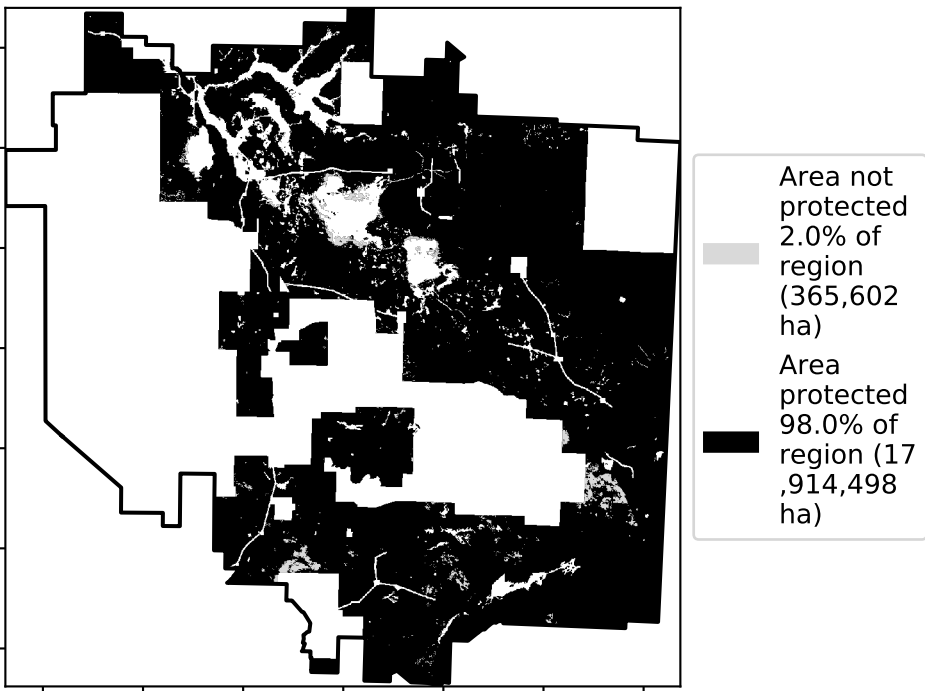 Area not
protected
2.0% of
region
(365,602
ha)
Area
protected
98.0% of
region (17
,914,498
ha)